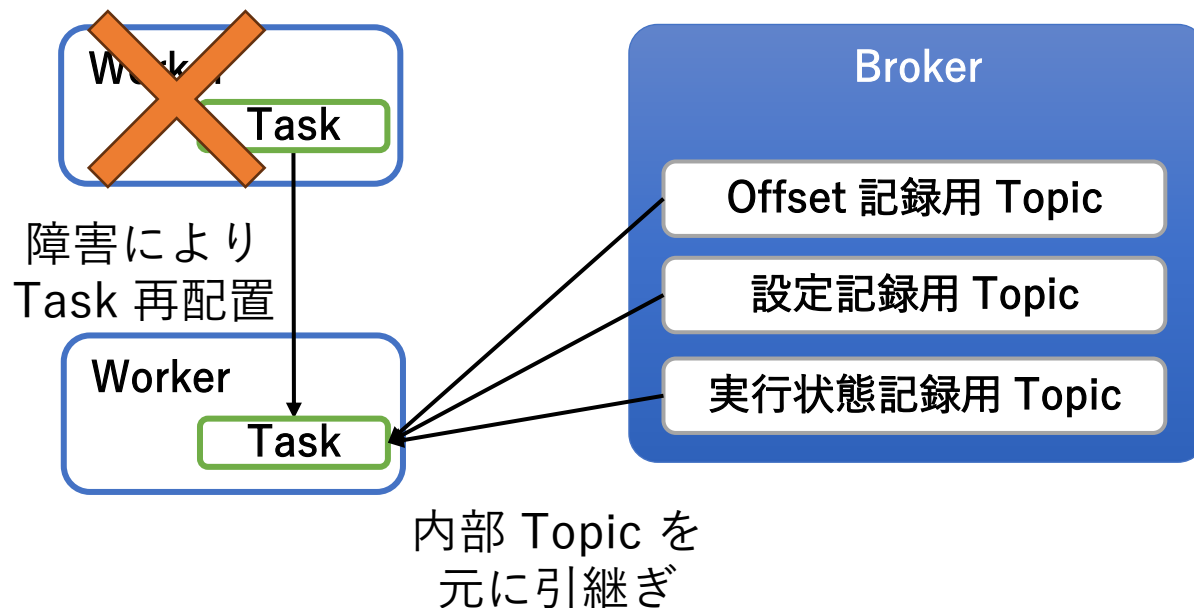 Worker
Task
障害により
Task 再配置
Worker
Task
Broker
Offset 記録用 Topic
設定記録用 Topic
実行状態記録用 Topic
内部 Topic を
元に引継ぎ